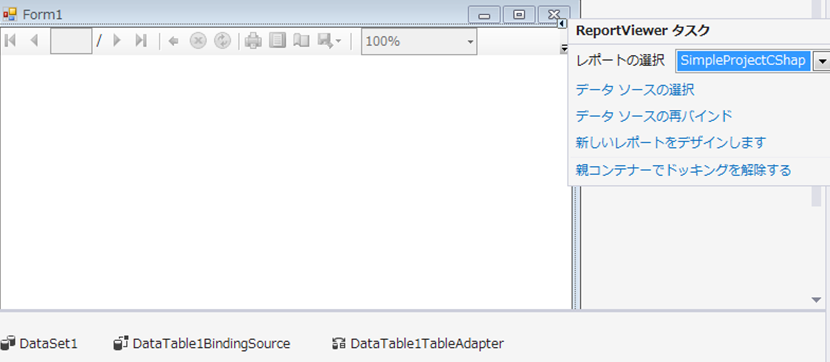 Form1
/
100%
ReportViewer タスク
レポートの選択 SimpleProjectCShap
データ ソースの選択
データ ソースの再バインド
新しいレポートをデザインします
親コンテナーでドッキングを解除する
DataSet1 DataTable1BindingSource DataTable1TableAdapter